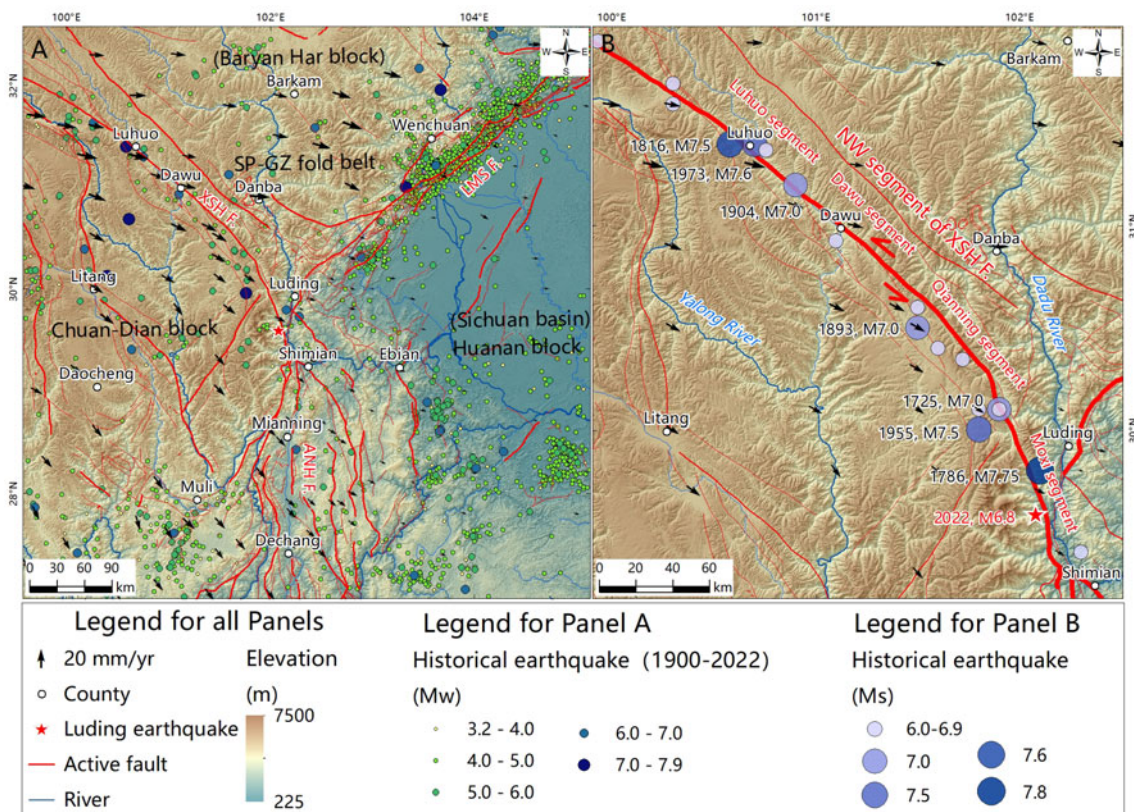 100°E 102°E 104°E 100°E 101°E 102°E
A
(Baryan Har block)
Barkam
Wenchuan
Luhuo
SP-GZ fold belt
LMS F.
Dawu
Danba
XSH F.
Litang
Luding
Chuan-Dian block
(Sichuan basin)
Huanan block
Shimian
Ebian
Daocheng
Mianning
ANH F.
Muli
Dechang
32°N
30°N
28°N
0 30 60 90
km
N
W E
S
B
N
W E
S
Barkam
Luhuo segment
NW segment of XSH F.
1816, M7.5
Luhuo
1973, M7.6
1904, M7.0
Dawu segment
Dawu
Danba
Qianning segment
Yalong River
Dadu River
1893, M7.0
1725, M7.0
Litang
1955, M7.5
Luding
1786, M7.75
Moxi segment
2022, M6.8
Shimian
31°N
30°N
0 20 40 60
km
Legend for all Panels
20 mm/yr
County
Luding earthquake
Active fault
River
Elevation
(m)
7500
225
Legend for Panel A
Historical earthquake (1900-2022)
(Mw)
3.2 - 4.0
4.0 - 5.0
5.0 - 6.0
6.0 - 7.0
7.0 - 7.9
Legend for Panel B
Historical earthquake
(Ms)
6.0-6.9
7.0
7.5
7.6
7.8